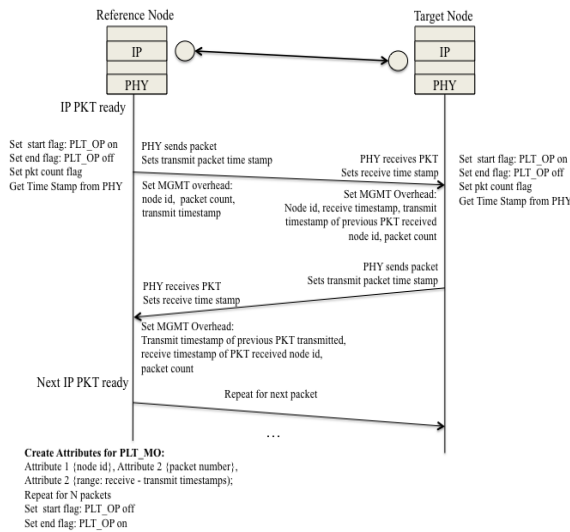 Reference Node
Target Node
IP
IP
PHY
PHY
IP PKT ready
Set start flag: PLT_OP on
Set end flag: PLT_OP off
Set pkt count flag
Get Time Stamp from PHY
PHY sends packet
Sets transmit packet time stamp
Set MGMT overhead:
node id, packet count,
transmit timestamp
PHY receives PKT
Sets receive time stamp
Set MGMT Overhead:
Node id, receive timestamp, transmit
timestamp of previous PKT received
node id, packet count
Set start flag: PLT_OP on
Set end flag: PLT_OP off
Set pkt count flag
Get Time Stamp from PHY
PHY sends packet
Sets transmit packet time stamp
PHY receives PKT
Sets receive time stamp
Set MGMT Overhead:
Transmit timestamp of previous PKT transmitted,
receive timestamp of PKT received node id,
packet count
Next IP PKT ready
Repeat for next packet
...
Create Attributes for PLT_MO:
Attribute 1 {node id}, Attribute 2 {packet number},
Attribute 2 {range: receive - transmit timestamps);
Repeat for N packets
Set start flag: PLT_OP off
Set end flag: PLT_OP on